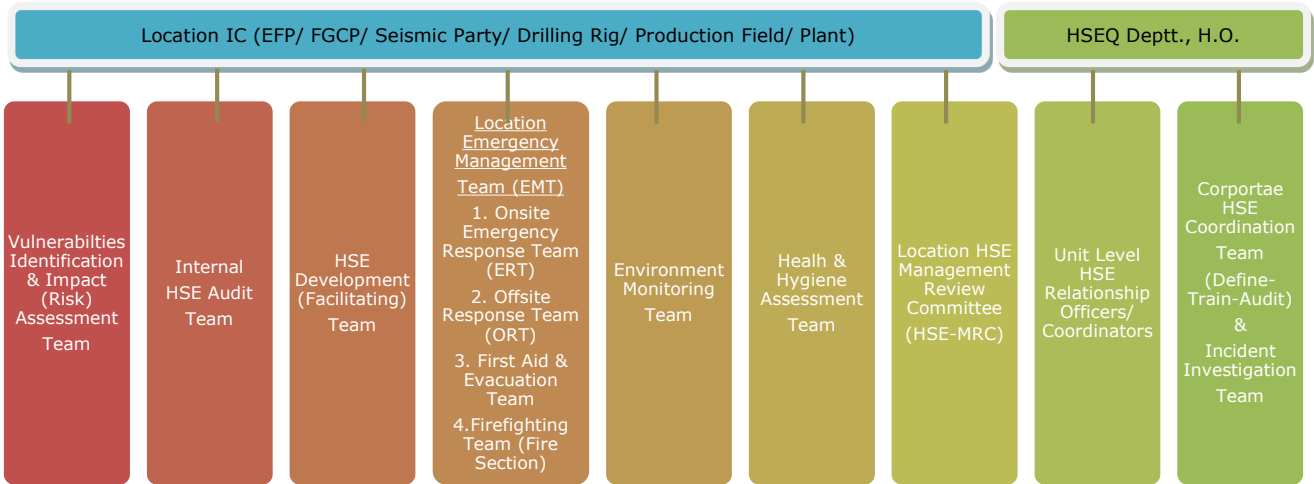 Location IC (EFP/ FGCP/ Seismic Party/ Drilling Rig/ Production Field/ Plant)
HSEQ Deptt., H.O.
Vulnerabilties
Identification
& Impact
(Risk)
Assessment
Team
Internal
HSE Audit
Team
HSE
Development
(Facilitating)
Team
Location
Emergency
Management
Team (EMT)
1. Onsite
Emergency
Response Team
(ERT)
2. Offsite
Response Team
(ORT)
3. First Aid &
Evacuation
Team
4.Firefighting
Team (Fire
Section)
Environment
Monitoring
Team
Healh &
Hygiene
Assessment
Team
Location HSE
Management
Review
Committee
(HSE-MRC)
Unit Level
HSE
Relationship
Officers/
Coordinators
Corportae
HSE
Coordination
Team
(Define-
Train-Audit)
&
Incident
Investigation
Team